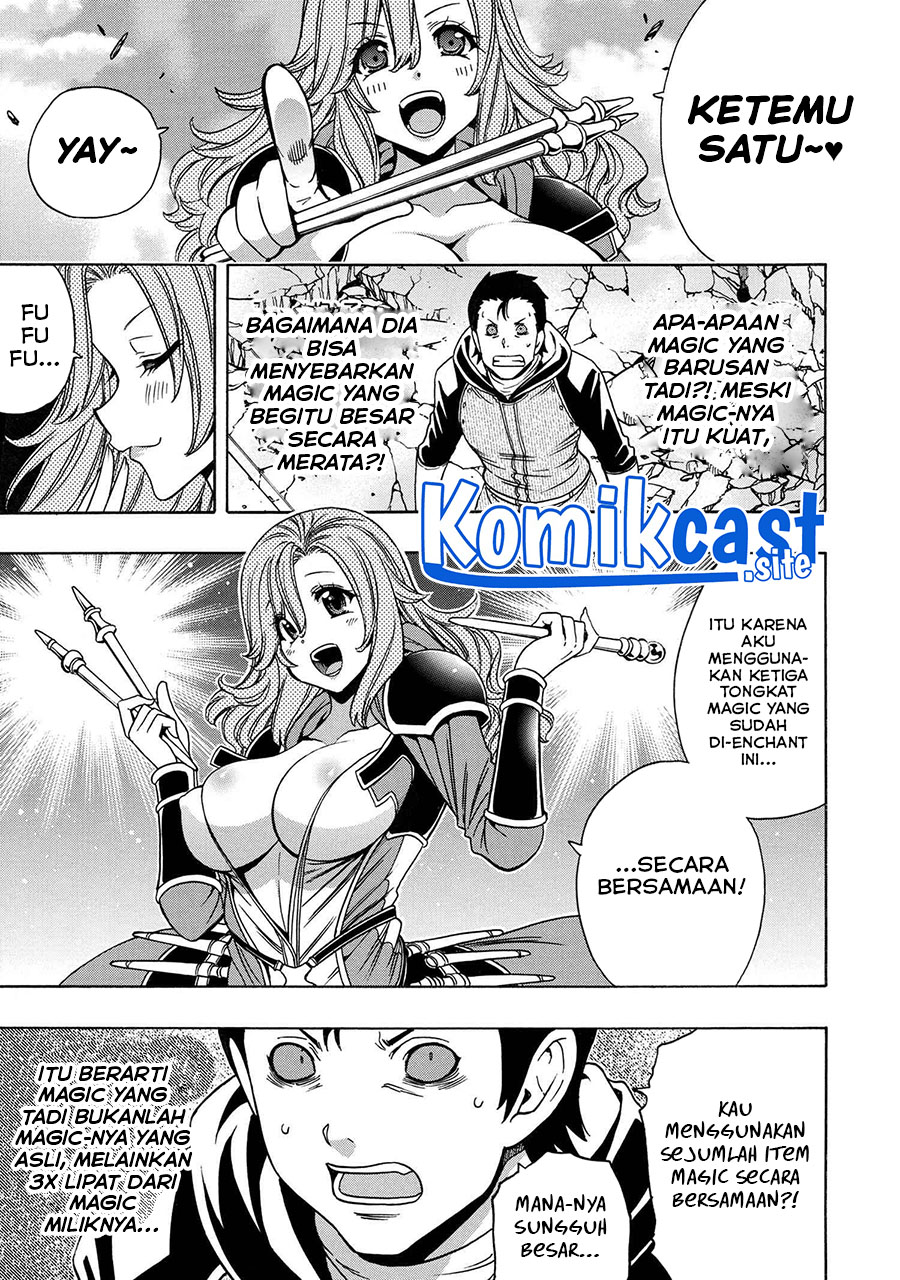 KETEMU
SATU~♥
YAY~
APA-APAAN
MAGIC YANG
BARUSAN
TADI?! MESKI
MAGIC-NYA
ITU KUAT,
BAGAIMANA DIA
BISA
MENYEBARKAN
MAGIC YANG
BEGITU BESAR
SECARA
MERATA?!
FU
FU
FU...
Komikcast
.site
ITU KARENA
AKU
MENGGUNA-
KAN KETIGA
TONGKAT
MAGIC YANG
SUDAH
DI-ENCHANT
INI...
...SECARA
BERSAMAAN!
KAU
MENGGUNAKAN
SEJUMLAH ITEM
MAGIC SECARA
BERSAMAAN?!
MANA-NYA
SUNGGUH
BESAR...
ITU BERARTI
MAGIC YANG
TADI BUKANLAH
MAGIC-NYA YANG
ASLI, MELAINKAN
3X LIPAT DARI
MAGIC
MILIKNYA...